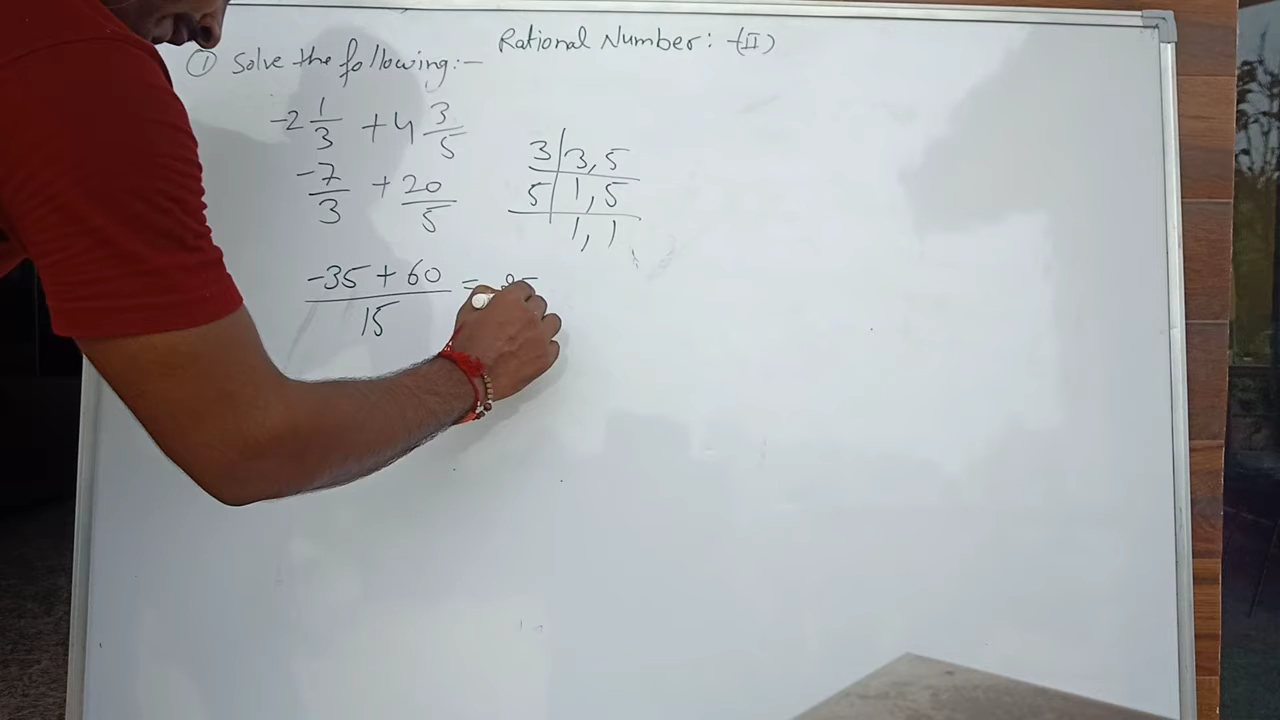 Rational Number: -(II)
① Solve the following:-
-2 1/3 + 4 3/5
-7/3 + 20/5
3 | 3, 5
5 | 1, 5
1, 1
-35 + 60 / 15 =